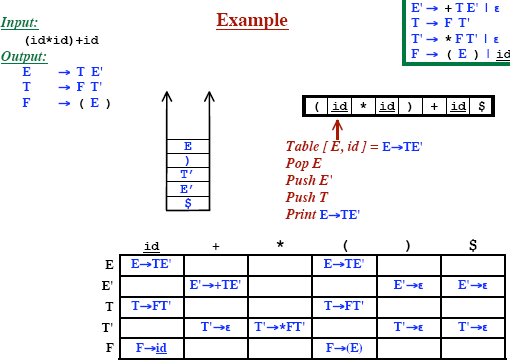 Example
Input:
(id*id)+id
Output:
E → T E'
T → F T'
F → ( E )
E' → + T E' | ε
T → F T'
T' → * F T' | ε
F → ( E ) | id
( id * id ) + id $
E
)
T'
E'
$
Table [ E, id ] = E→TE'
Pop E
Push E'
Push T
Print E→TE'
id + * ( ) $
E E→TE' E→TE'
E' E'→+TE' E'→ε E'→ε
T T→FT' T→FT'
T' T'→ε T'→*FT' T'→ε T'→ε
F F→id F→(E)